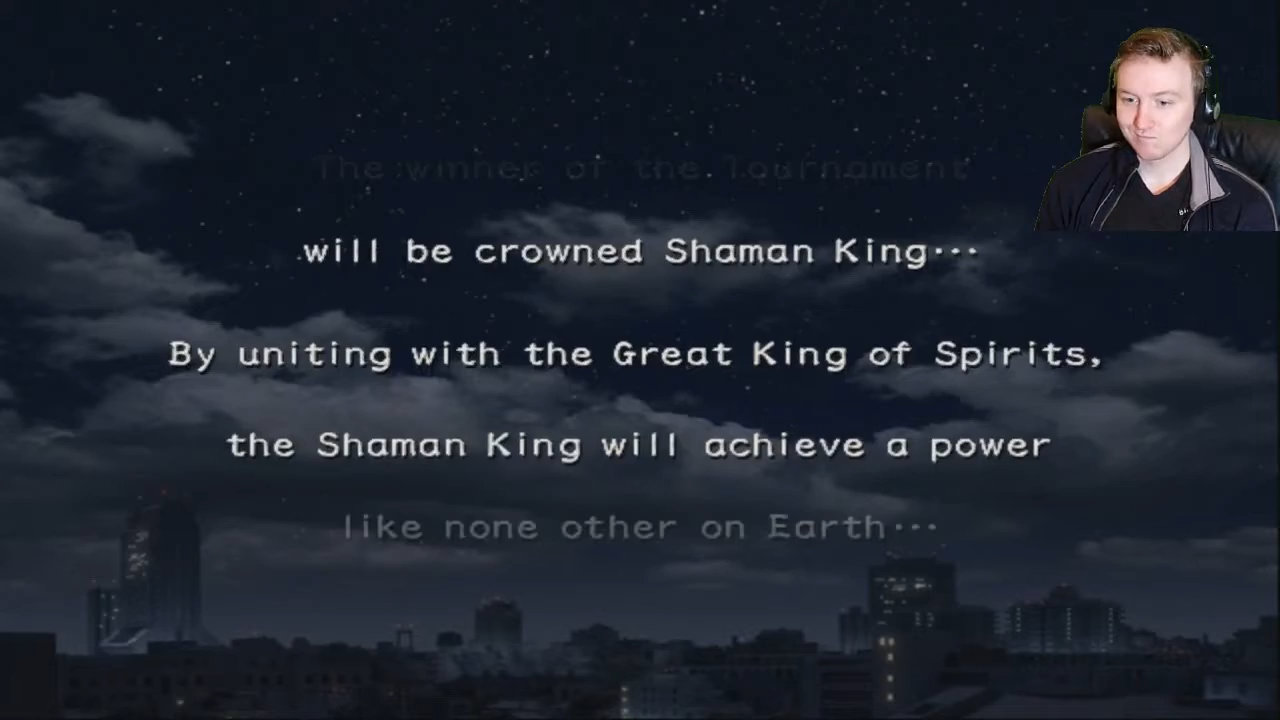 The winner of the Tournament
will be crowned Shaman King···
By uniting with the Great King of Spirits,
the Shaman King will achieve a power
like none other on Earth···